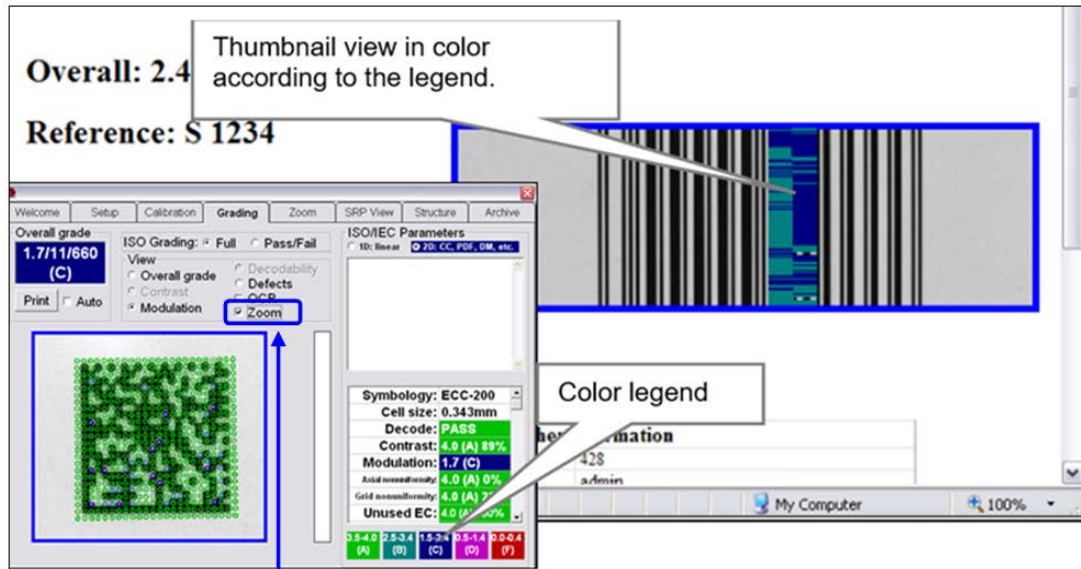 Overall: 2.4
Thumbnail view in color
according to the legend.
Reference: S 1234
Welcome Setup Calibration Grading Zoom SRP View Structure Archive
Overall grade
1.7/11/660
(C)
Print Auto
ISO Grading: Full Pass/Fail
View
Overall grade
Contrast
Modulation
Decodability
Defects
OCR
Zoom
ISO/IEC Parameters
1D: linear 2D: CC, PDF, DM, etc.
Symbology: ECC-200
Cell size: 0.343mm
Decode: PASS
Contrast: 4.0 (A) 89%
Modulation: 1.7 (C)
Axial nonuniformity: 4.0 (A) 0%
Grid nonuniformity: 4.0 (A)
Unused EC: 4.0
3.5-4.0 2.5-3.4 1.5-2.4 0.5-1.4 0.0-0.4
(A) (B) (C) (D) (F)
Color legend
428
admin
My Computer 100%